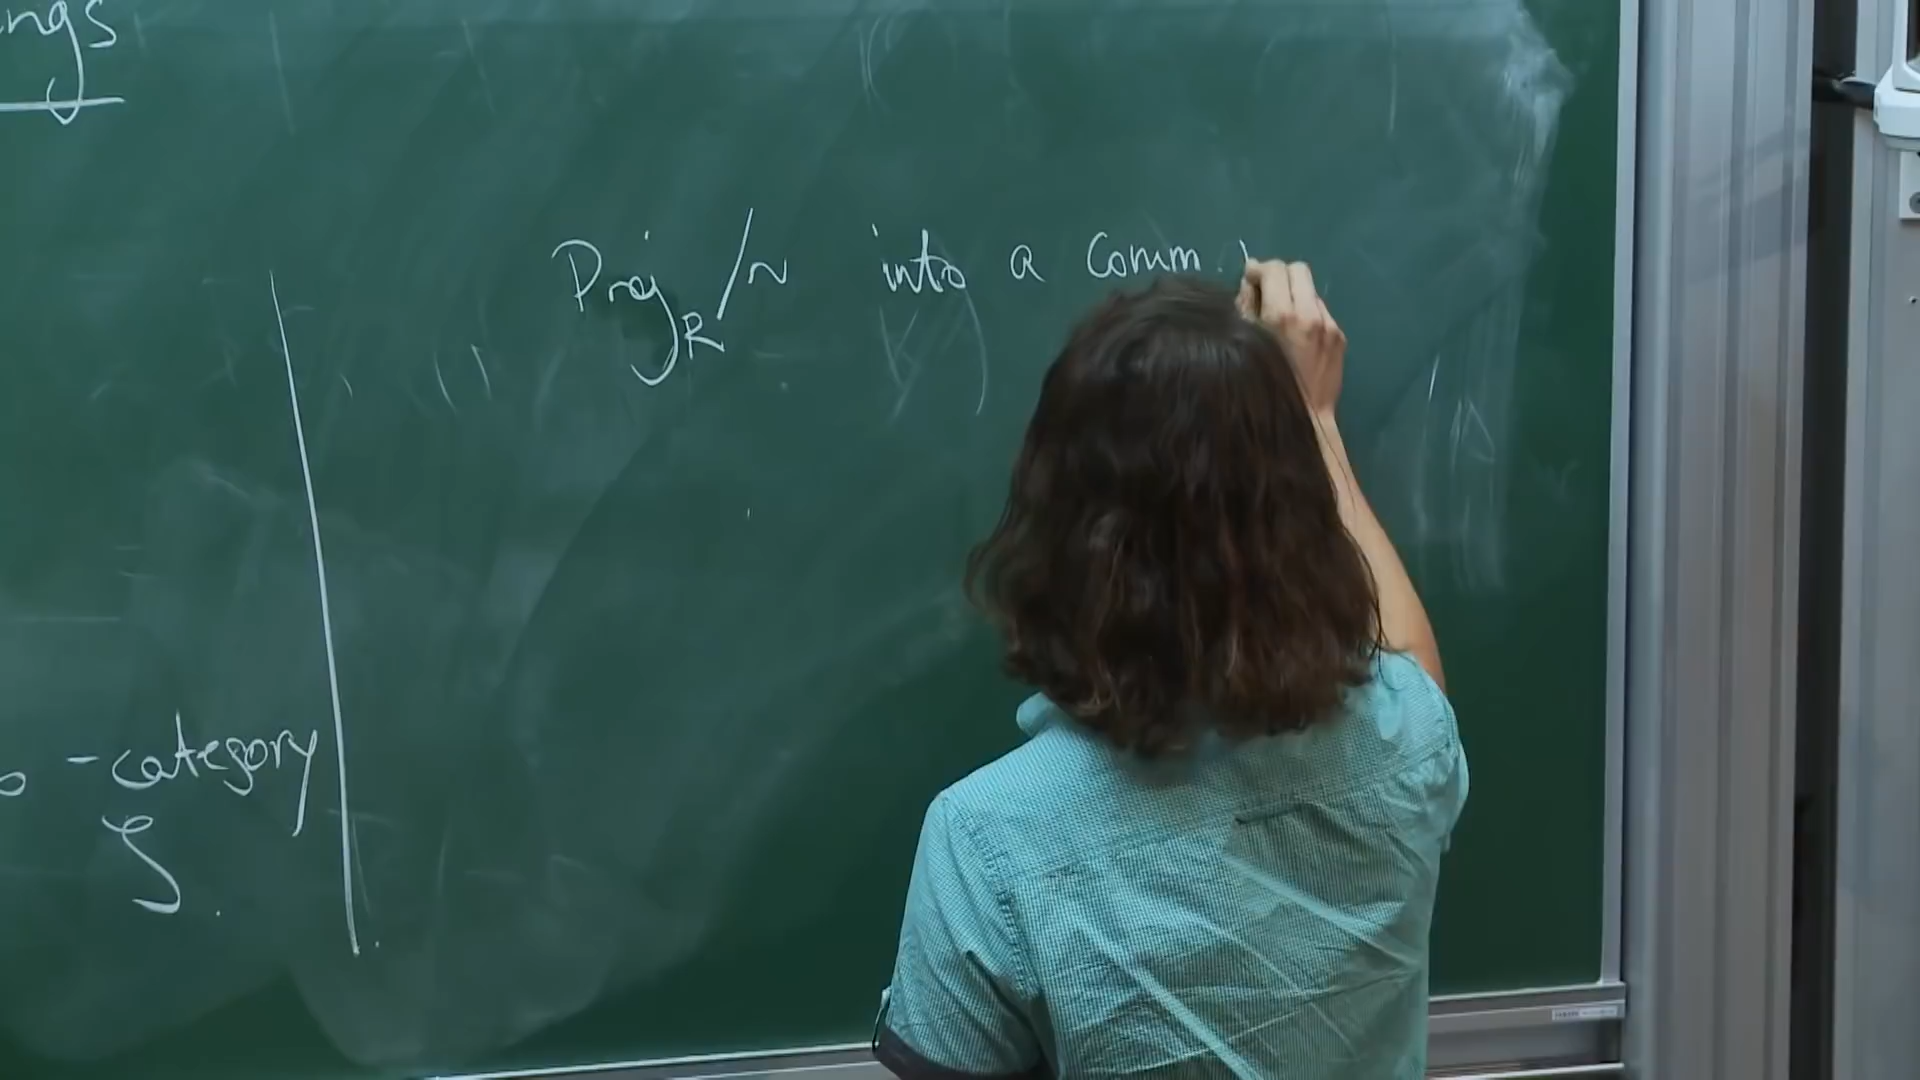 ngs
Proj_R/~ into a comm.
-category
ζ.